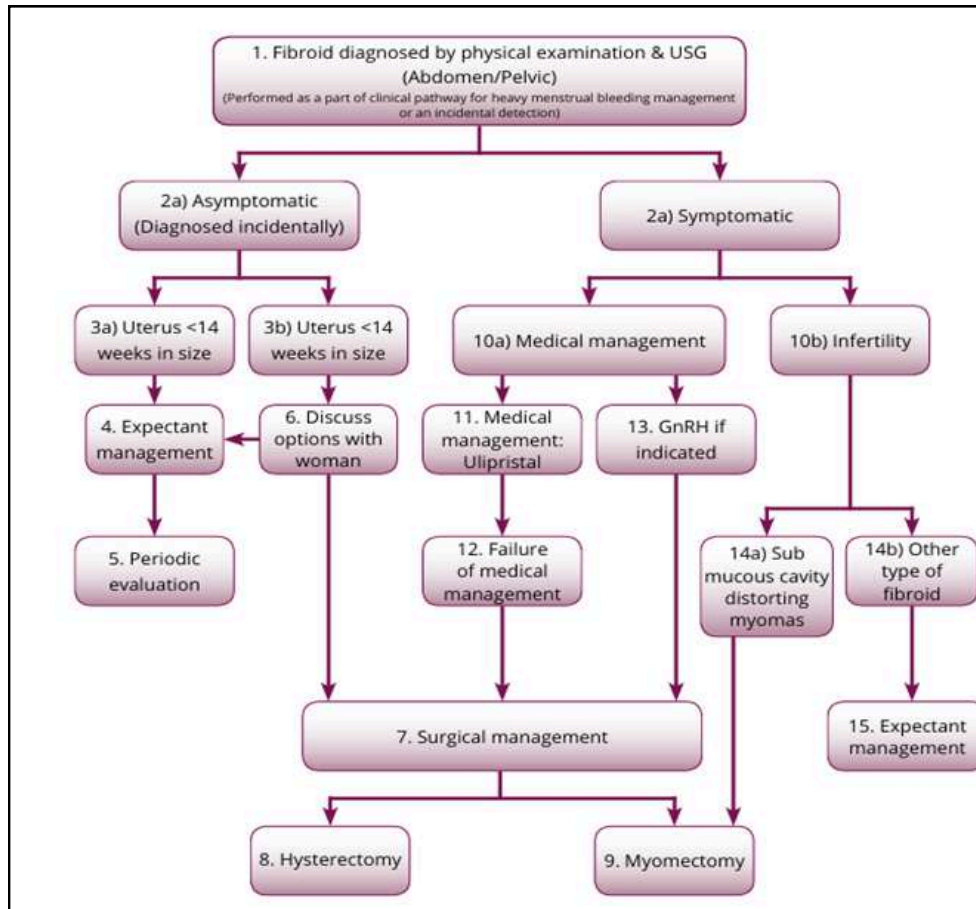 1. Fibroid diagnosed by physical examination & USG
(Abdomen/Pelvic)
(Performed as a part of clinical pathway for heavy menstrual bleeding management
or an incidental detection)
2a) Asymptomatic
(Diagnosed incidentally)
2a) Symptomatic
3a) Uterus <14
weeks in size
3b) Uterus <14
weeks in size
10a) Medical management
10b) Infertility
4. Expectant
management
6. Discuss
options with
woman
11. Medical
management:
Ulipristal
13. GnRH if
indicated
5. Periodic
evaluation
12. Failure
of medical
management
14a) Sub
mucous cavity
distorting
myomas
14b) Other
type of
fibroid
7. Surgical management
15. Expectant
management
8. Hysterectomy
9. Myomectomy